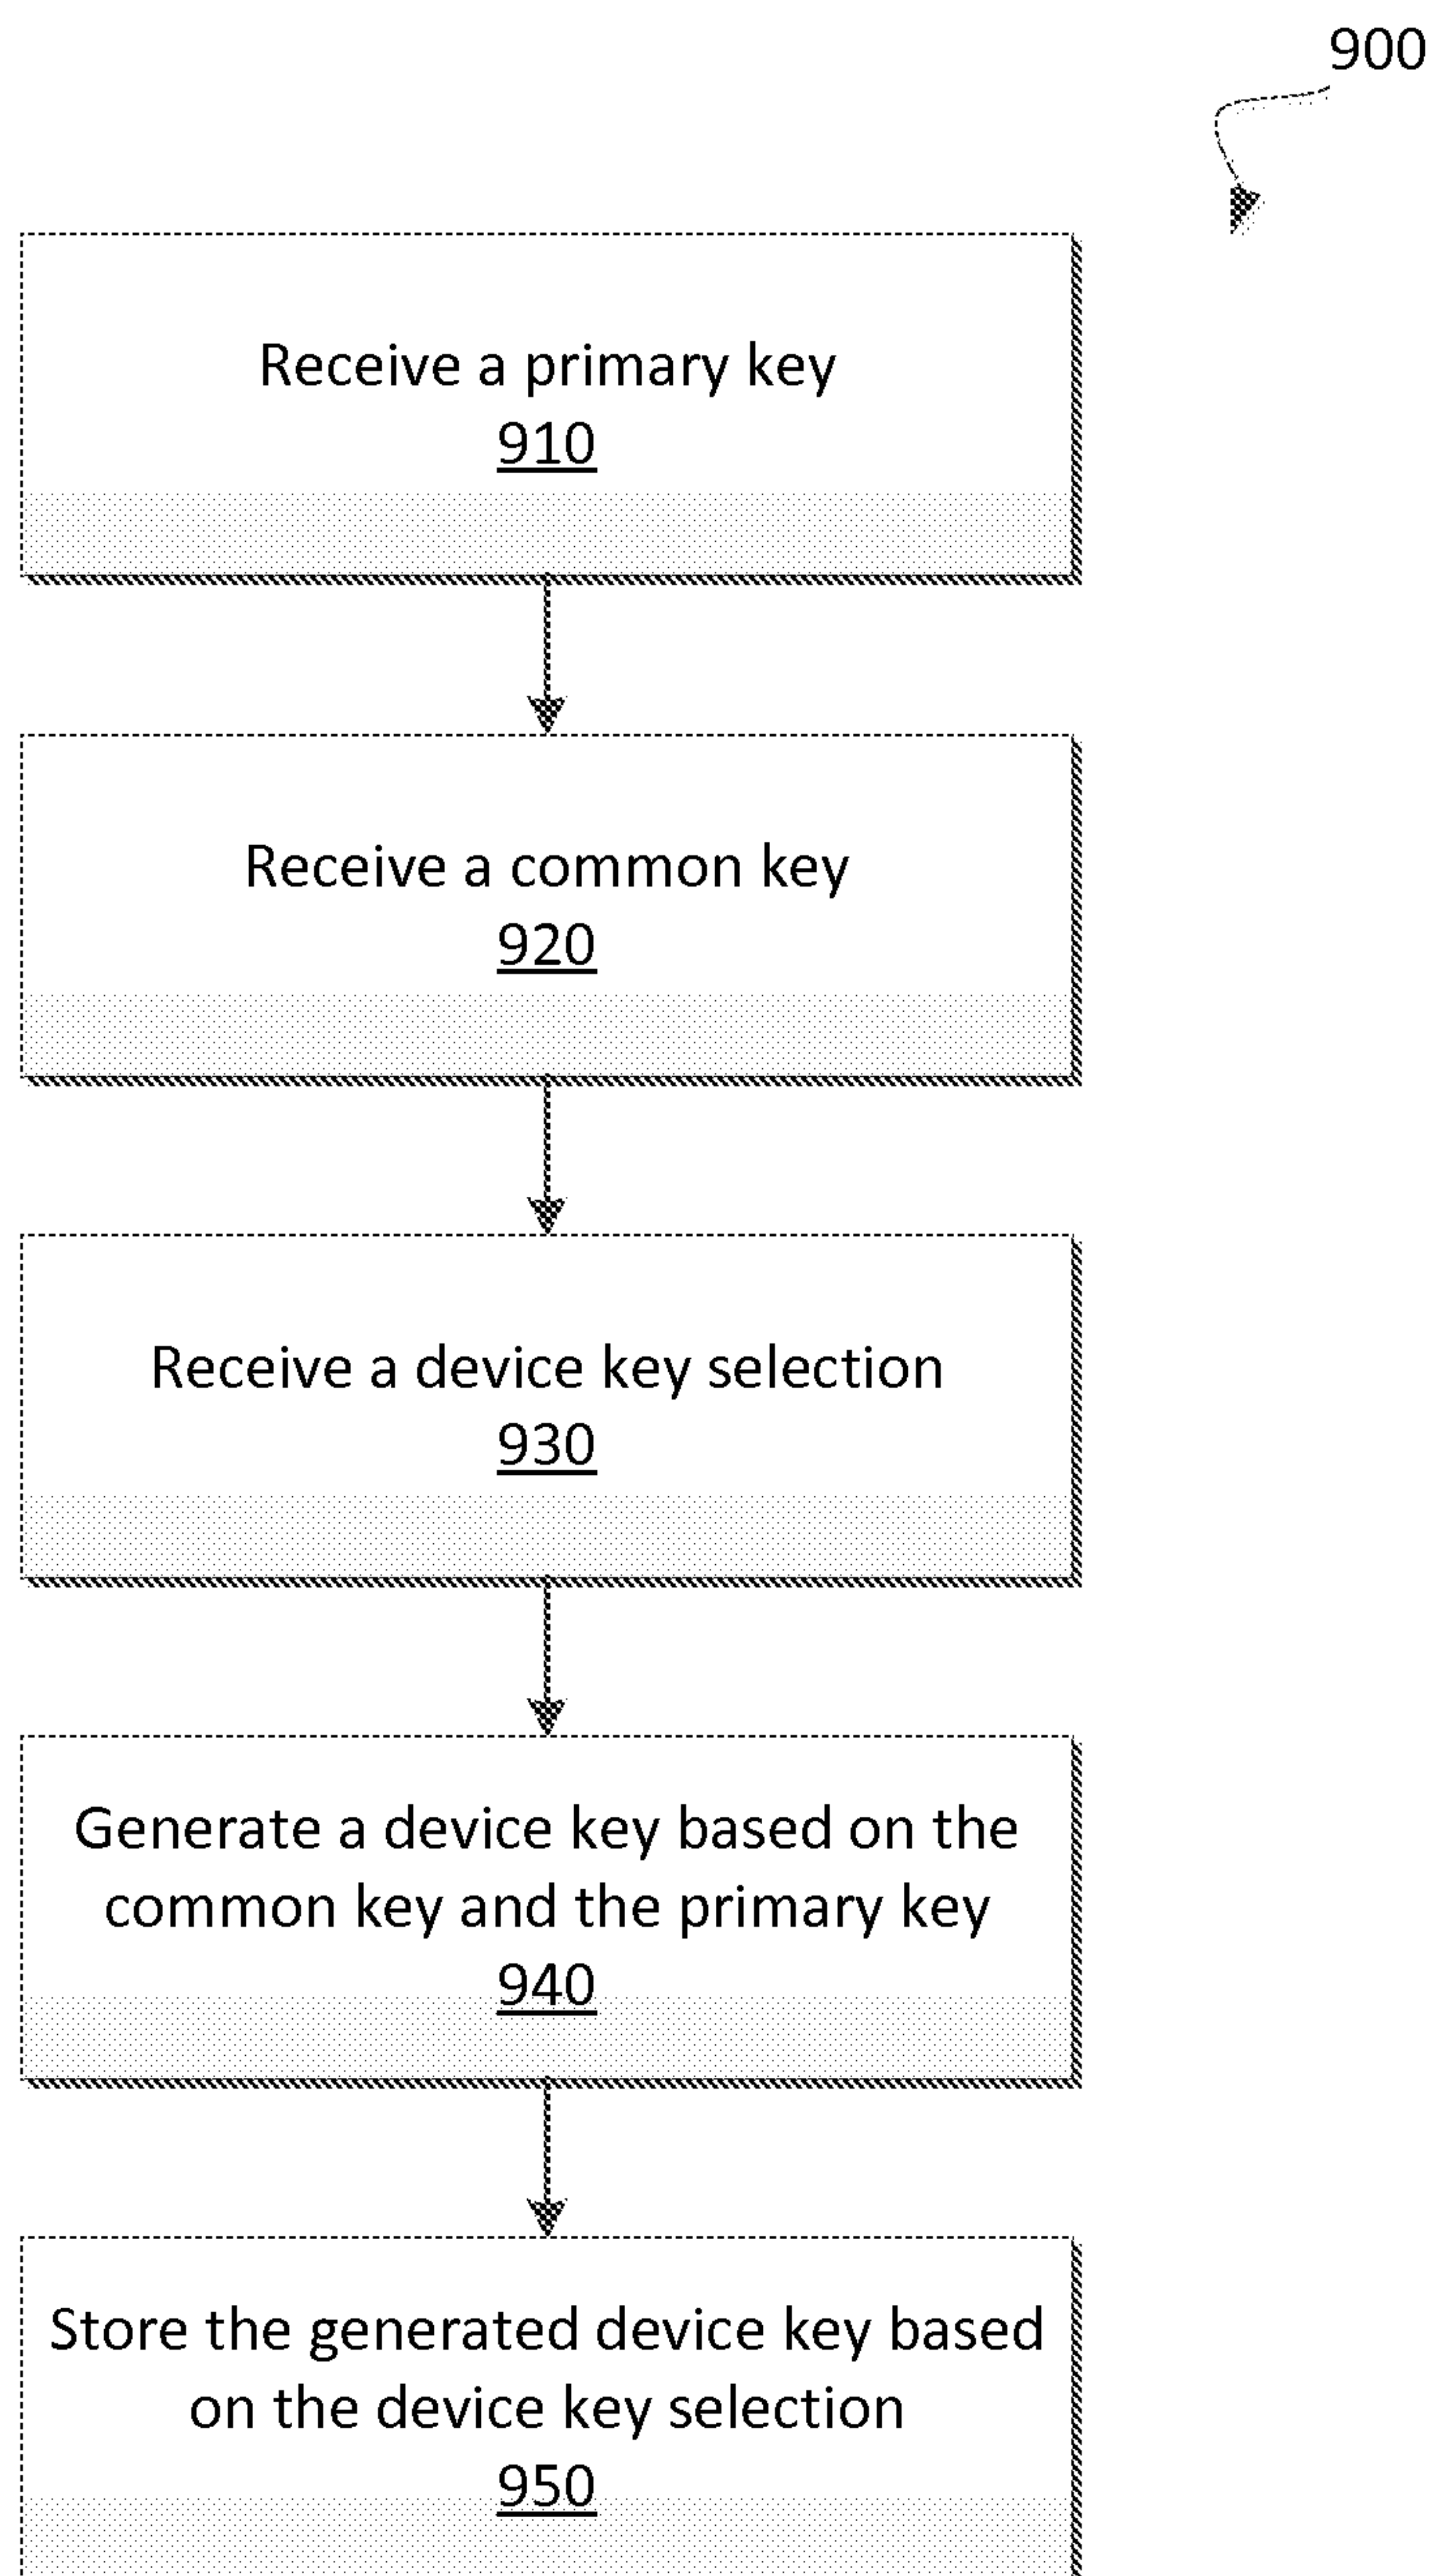 900
Receive a primary key
910
Receive a common key
920
Receive a device key selection
930
Generate a device key based on the
common key and the primary key
940
Store the generated device key based
on the device key selection
950